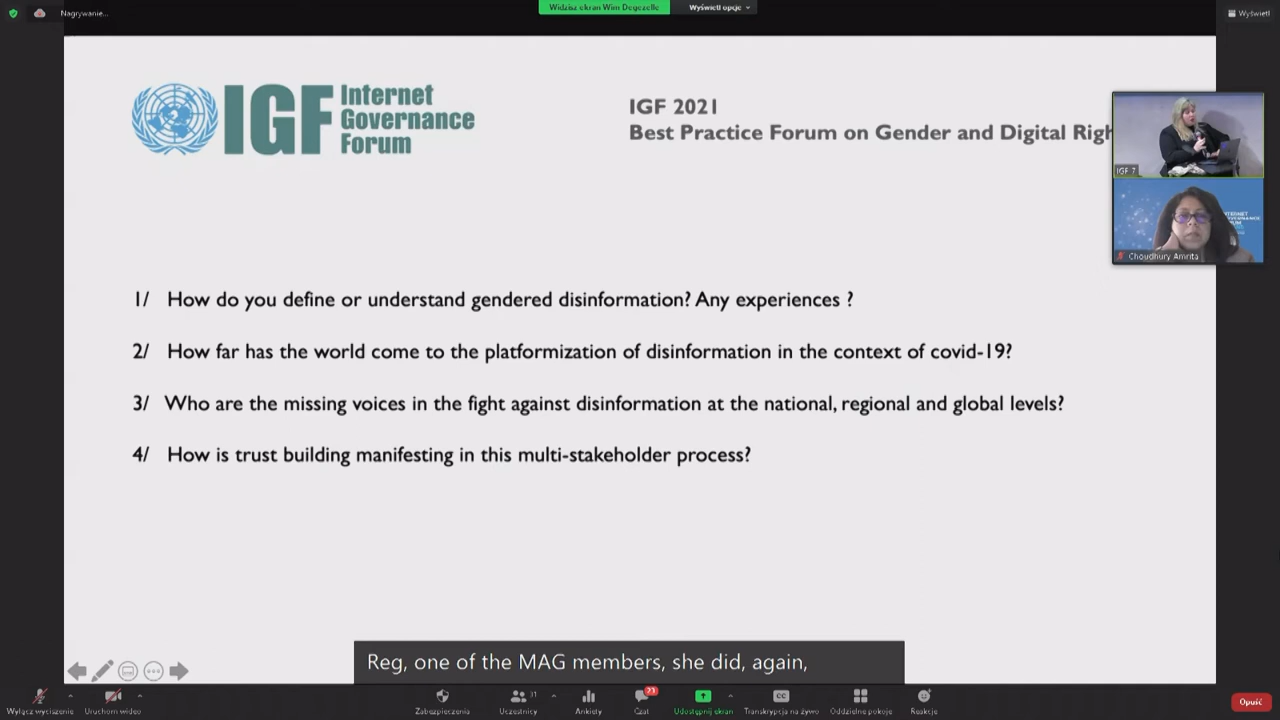 Nagrywanie...
Widzisz ekran Wim Degezelle
Wyświetl opcje
Wyświetl
IGF Internet
Governance
Forum
IGF 2021
Best Practice Forum on Gender and Digital Righ
IGF 7
Choudhury Amrita
1/ How do you define or understand gendered disinformation? Any experiences ?
2/ How far has the world come to the platformization of disinformation in the context of covid-19?
3/ Who are the missing voices in the fight against disinformation at the national, regional and global levels?
4/ How is trust building manifesting in this multi-stakeholder process?
Reg, one of the MAG members, she did, again,
Wyłącz wyciszenie
Uruchom wideo
Zabezpieczenia
Uczestnicy
31
Ankiety
Czat
Udostępnij ekran
CC
Transkrypcja na żywo
Oddzielne pokoje
Reakcje
Opuść